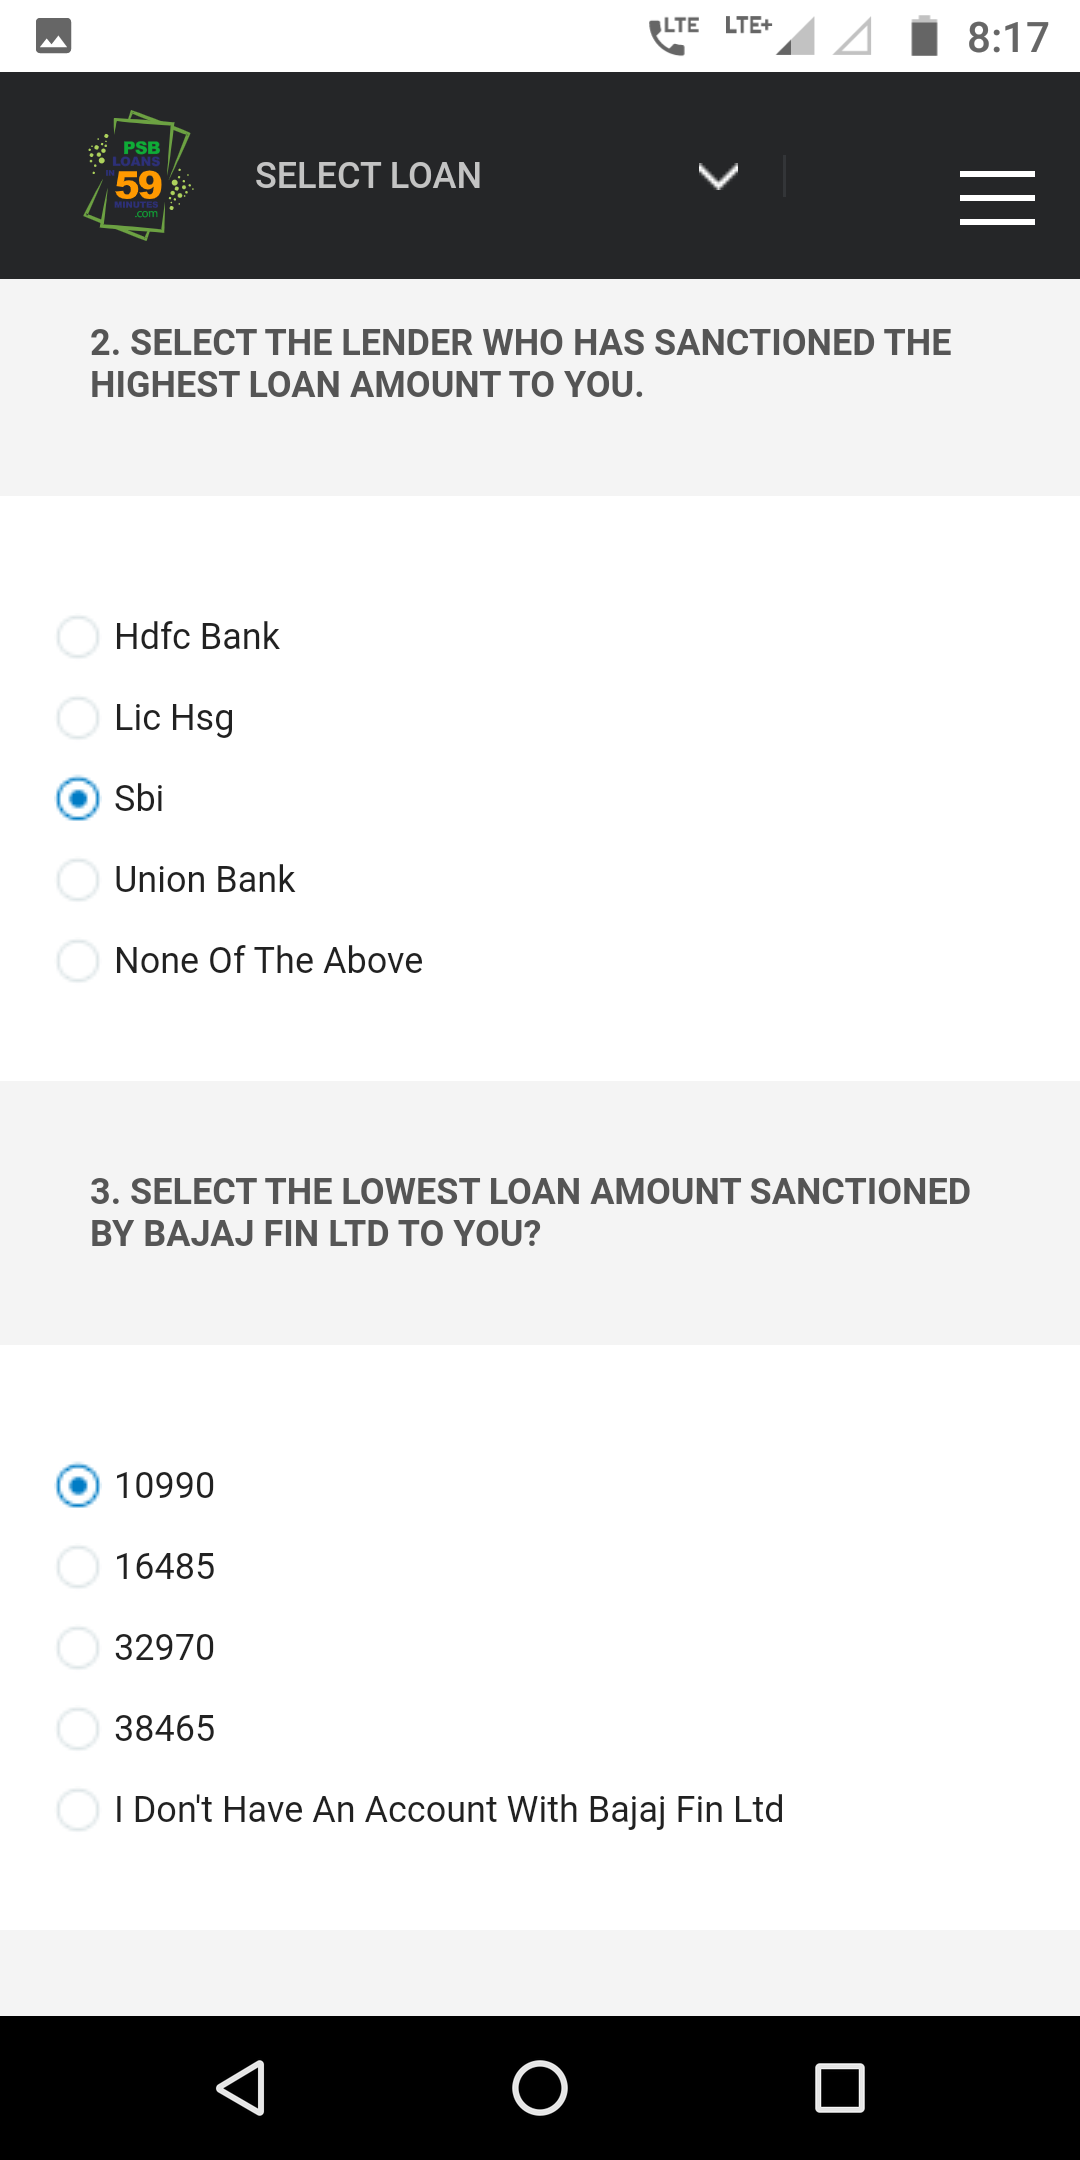 LTE LTE+ 8:17
PSB
LOANS
IN 59
MINUTES
.com
SELECT LOAN
2. SELECT THE LENDER WHO HAS SANCTIONED THE
HIGHEST LOAN AMOUNT TO YOU.
Hdfc Bank
Lic Hsg
Sbi
Union Bank
None Of The Above
3. SELECT THE LOWEST LOAN AMOUNT SANCTIONED
BY BAJAJ FIN LTD TO YOU?
10990
16485
32970
38465
I Don't Have An Account With Bajaj Fin Ltd